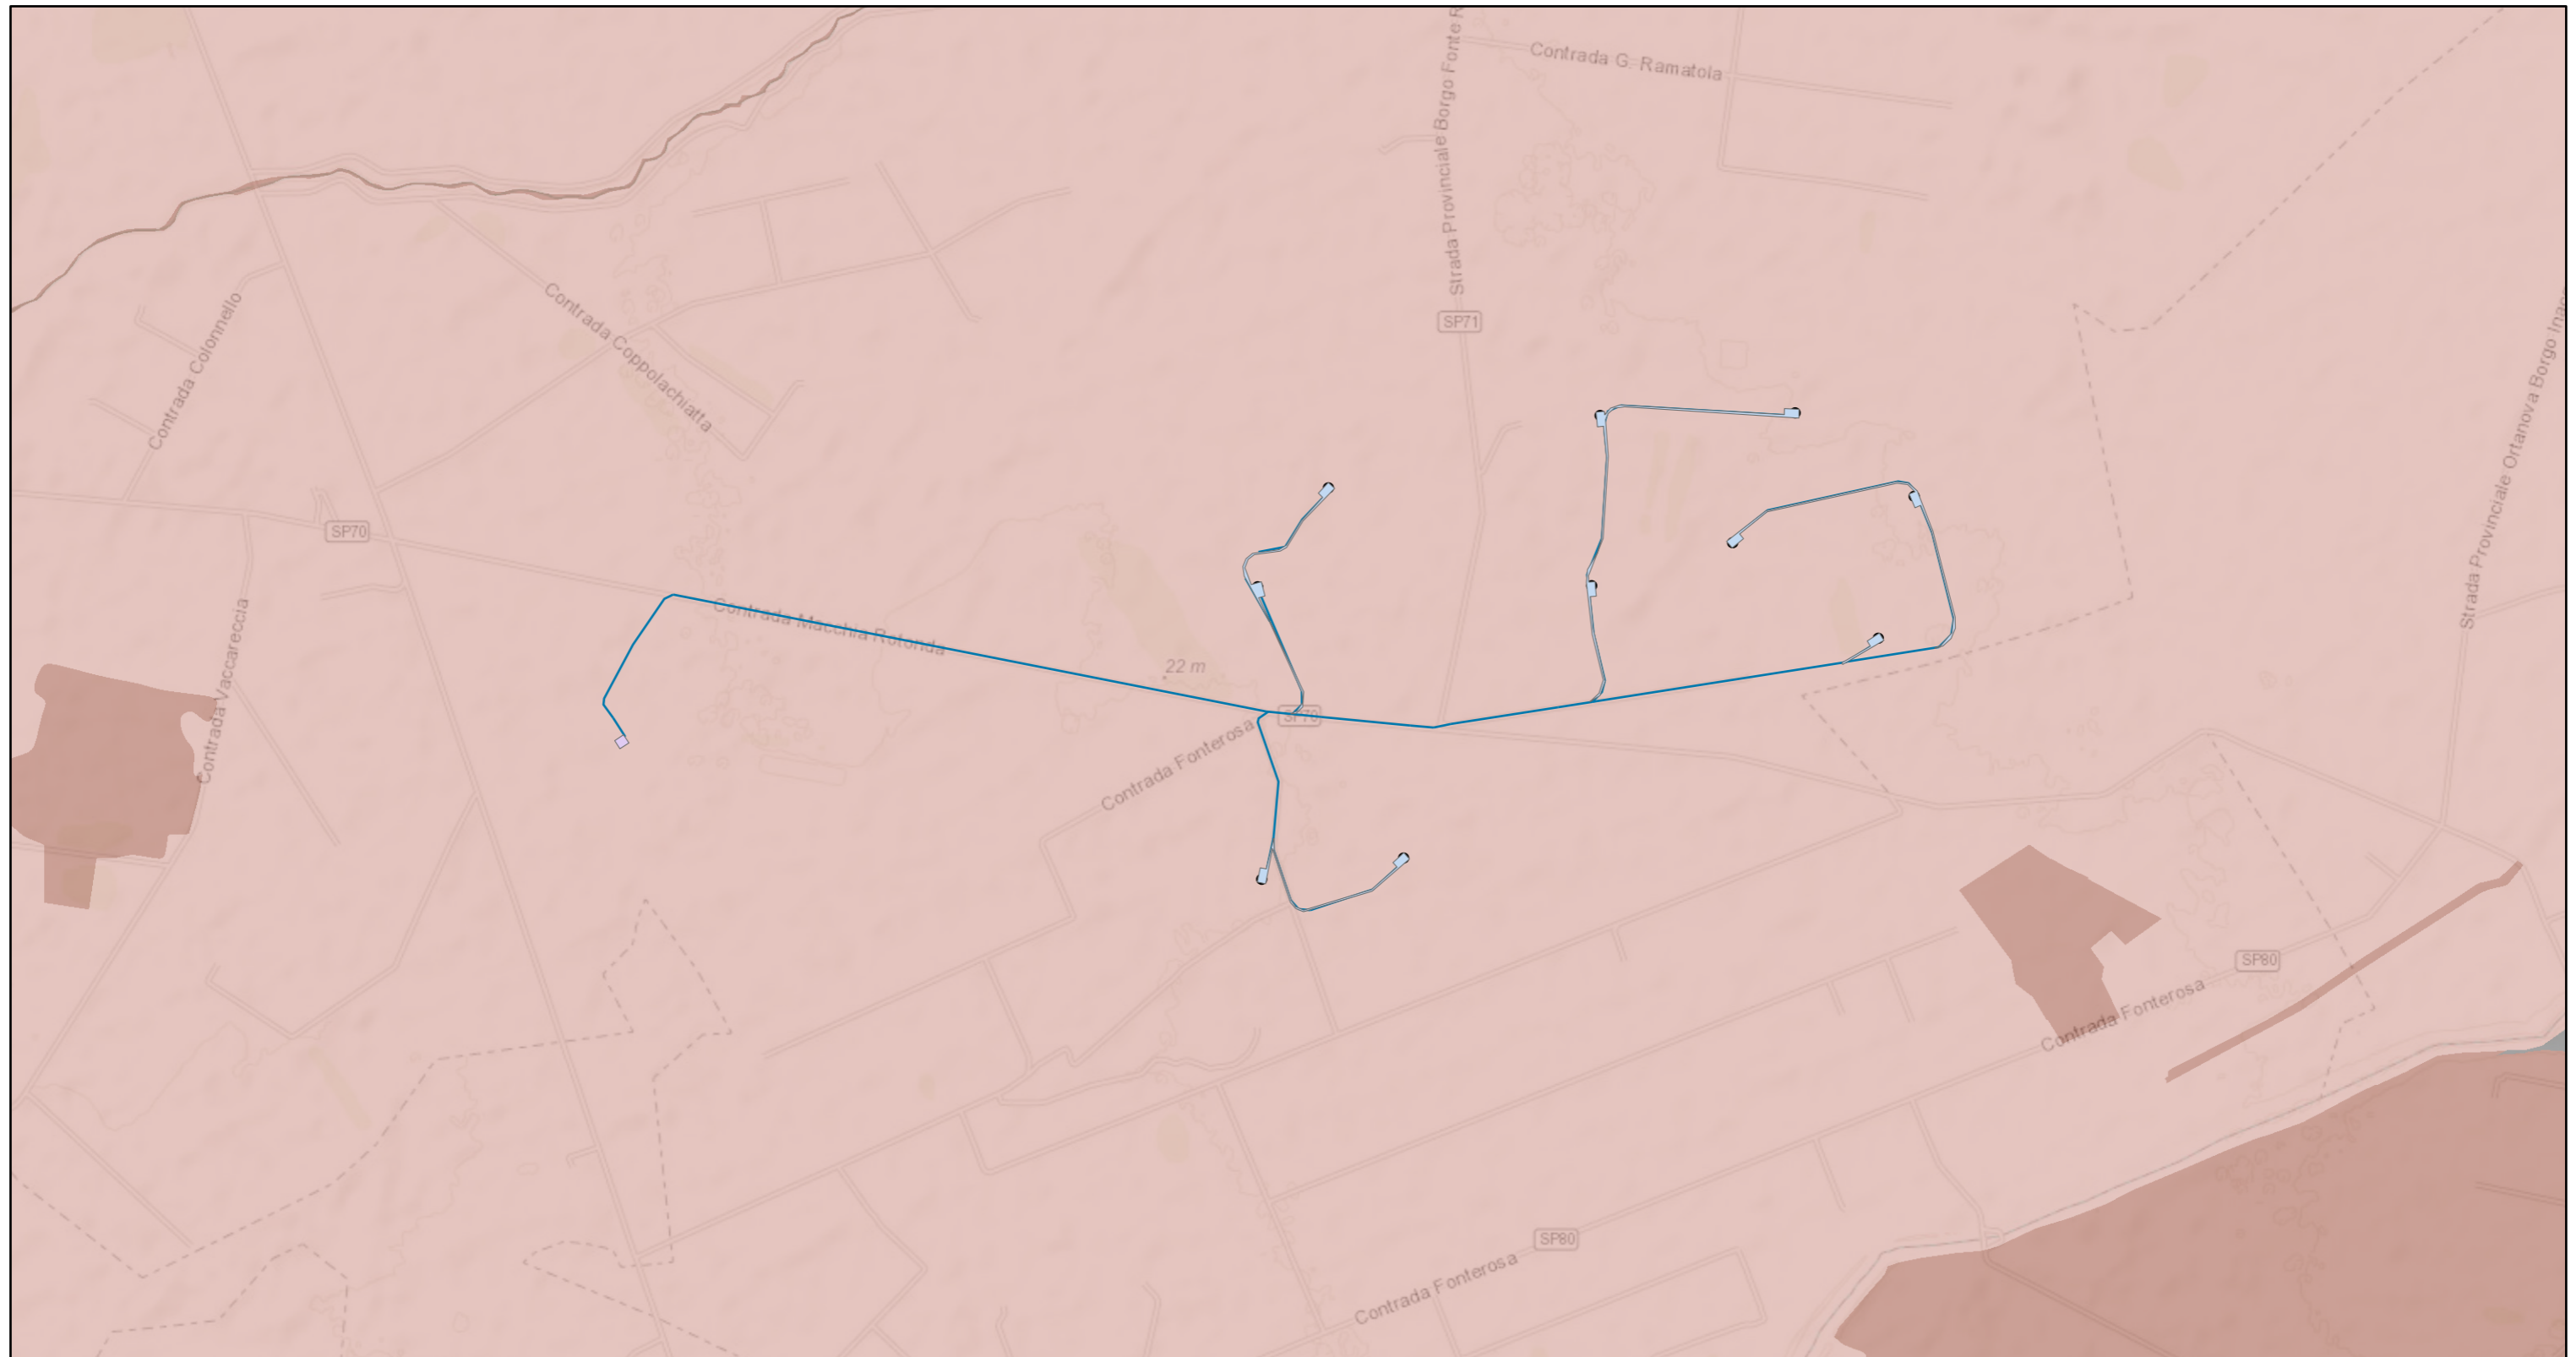 Contrada G. Ramatola
Strada Provinciale Borgo Fonte R
SP71
Contrada Colonnello
Contrada Coppolachiatta
Strada Provinciale Ortanova Borgo Inac
SP70
Contrada Macchia Rotonda
Contrada Vaccareccia
22 m
SP70
Contrada Fonterosa
SP80
Contrada Fonterosa
SP80
Contrada Fonterosa